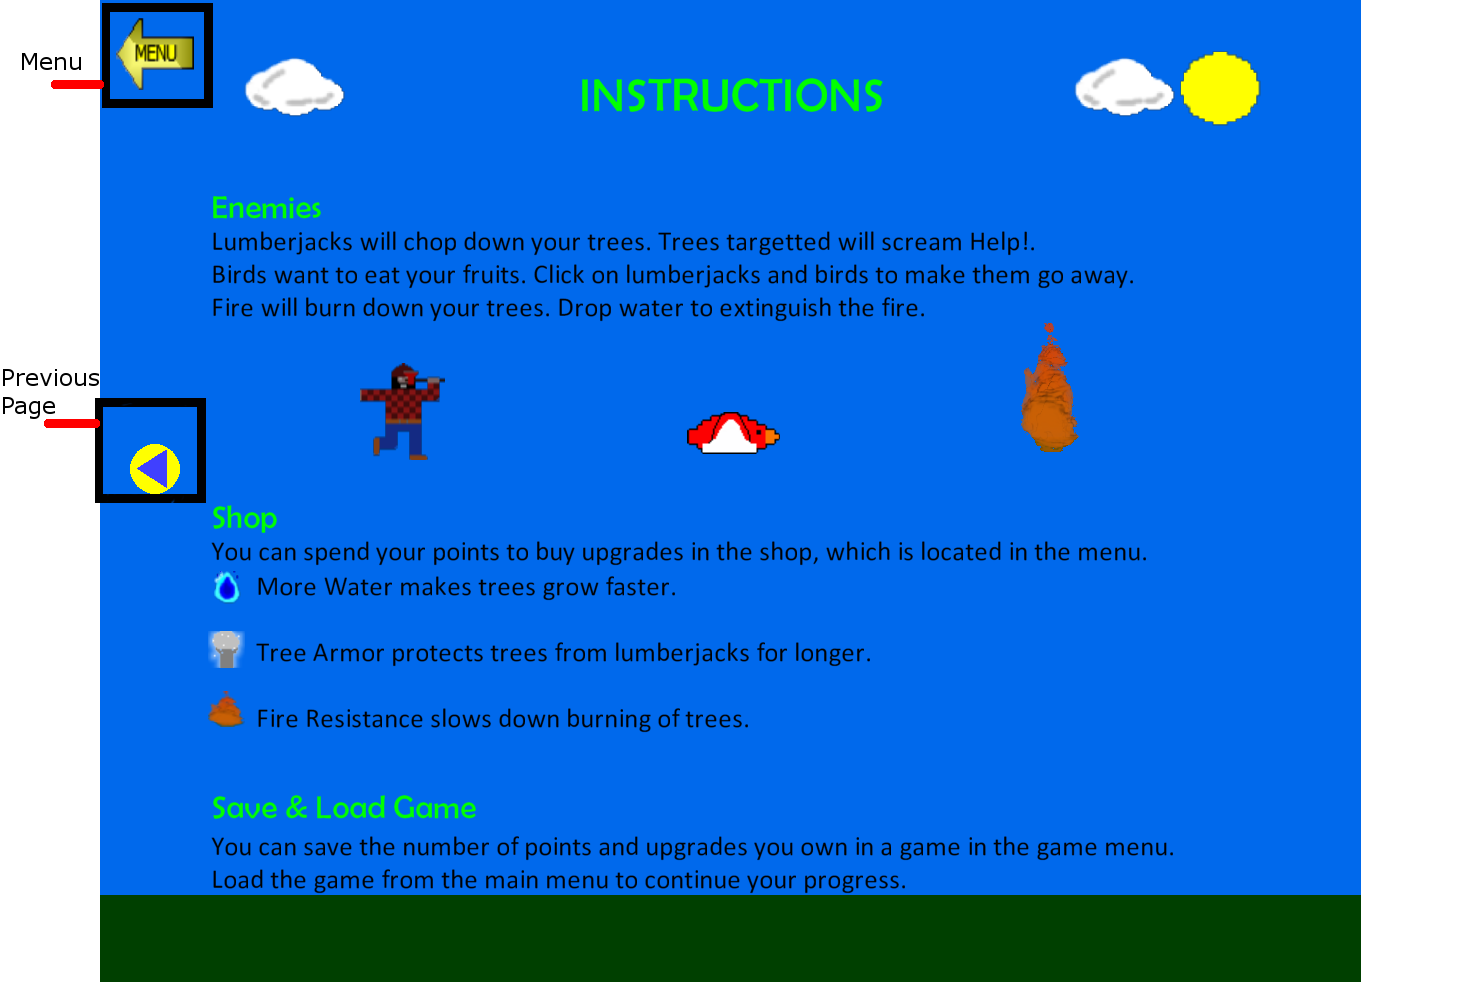 Menu
MENU
INSTRUCTIONS
Enemies
Lumberjacks will chop down your trees. Trees targetted will scream Help!.
Birds want to eat your fruits. Click on lumberjacks and birds to make them go away.
Fire will burn down your trees. Drop water to extinguish the fire.
Previous
Page
Shop
You can spend your points to buy upgrades in the shop, which is located in the menu.
More Water makes trees grow faster.
Tree Armor protects trees from lumberjacks for longer.
Fire Resistance slows down burning of trees.
Save & Load Game
You can save the number of points and upgrades you own in a game in the game menu.
Load the game from the main menu to continue your progress.